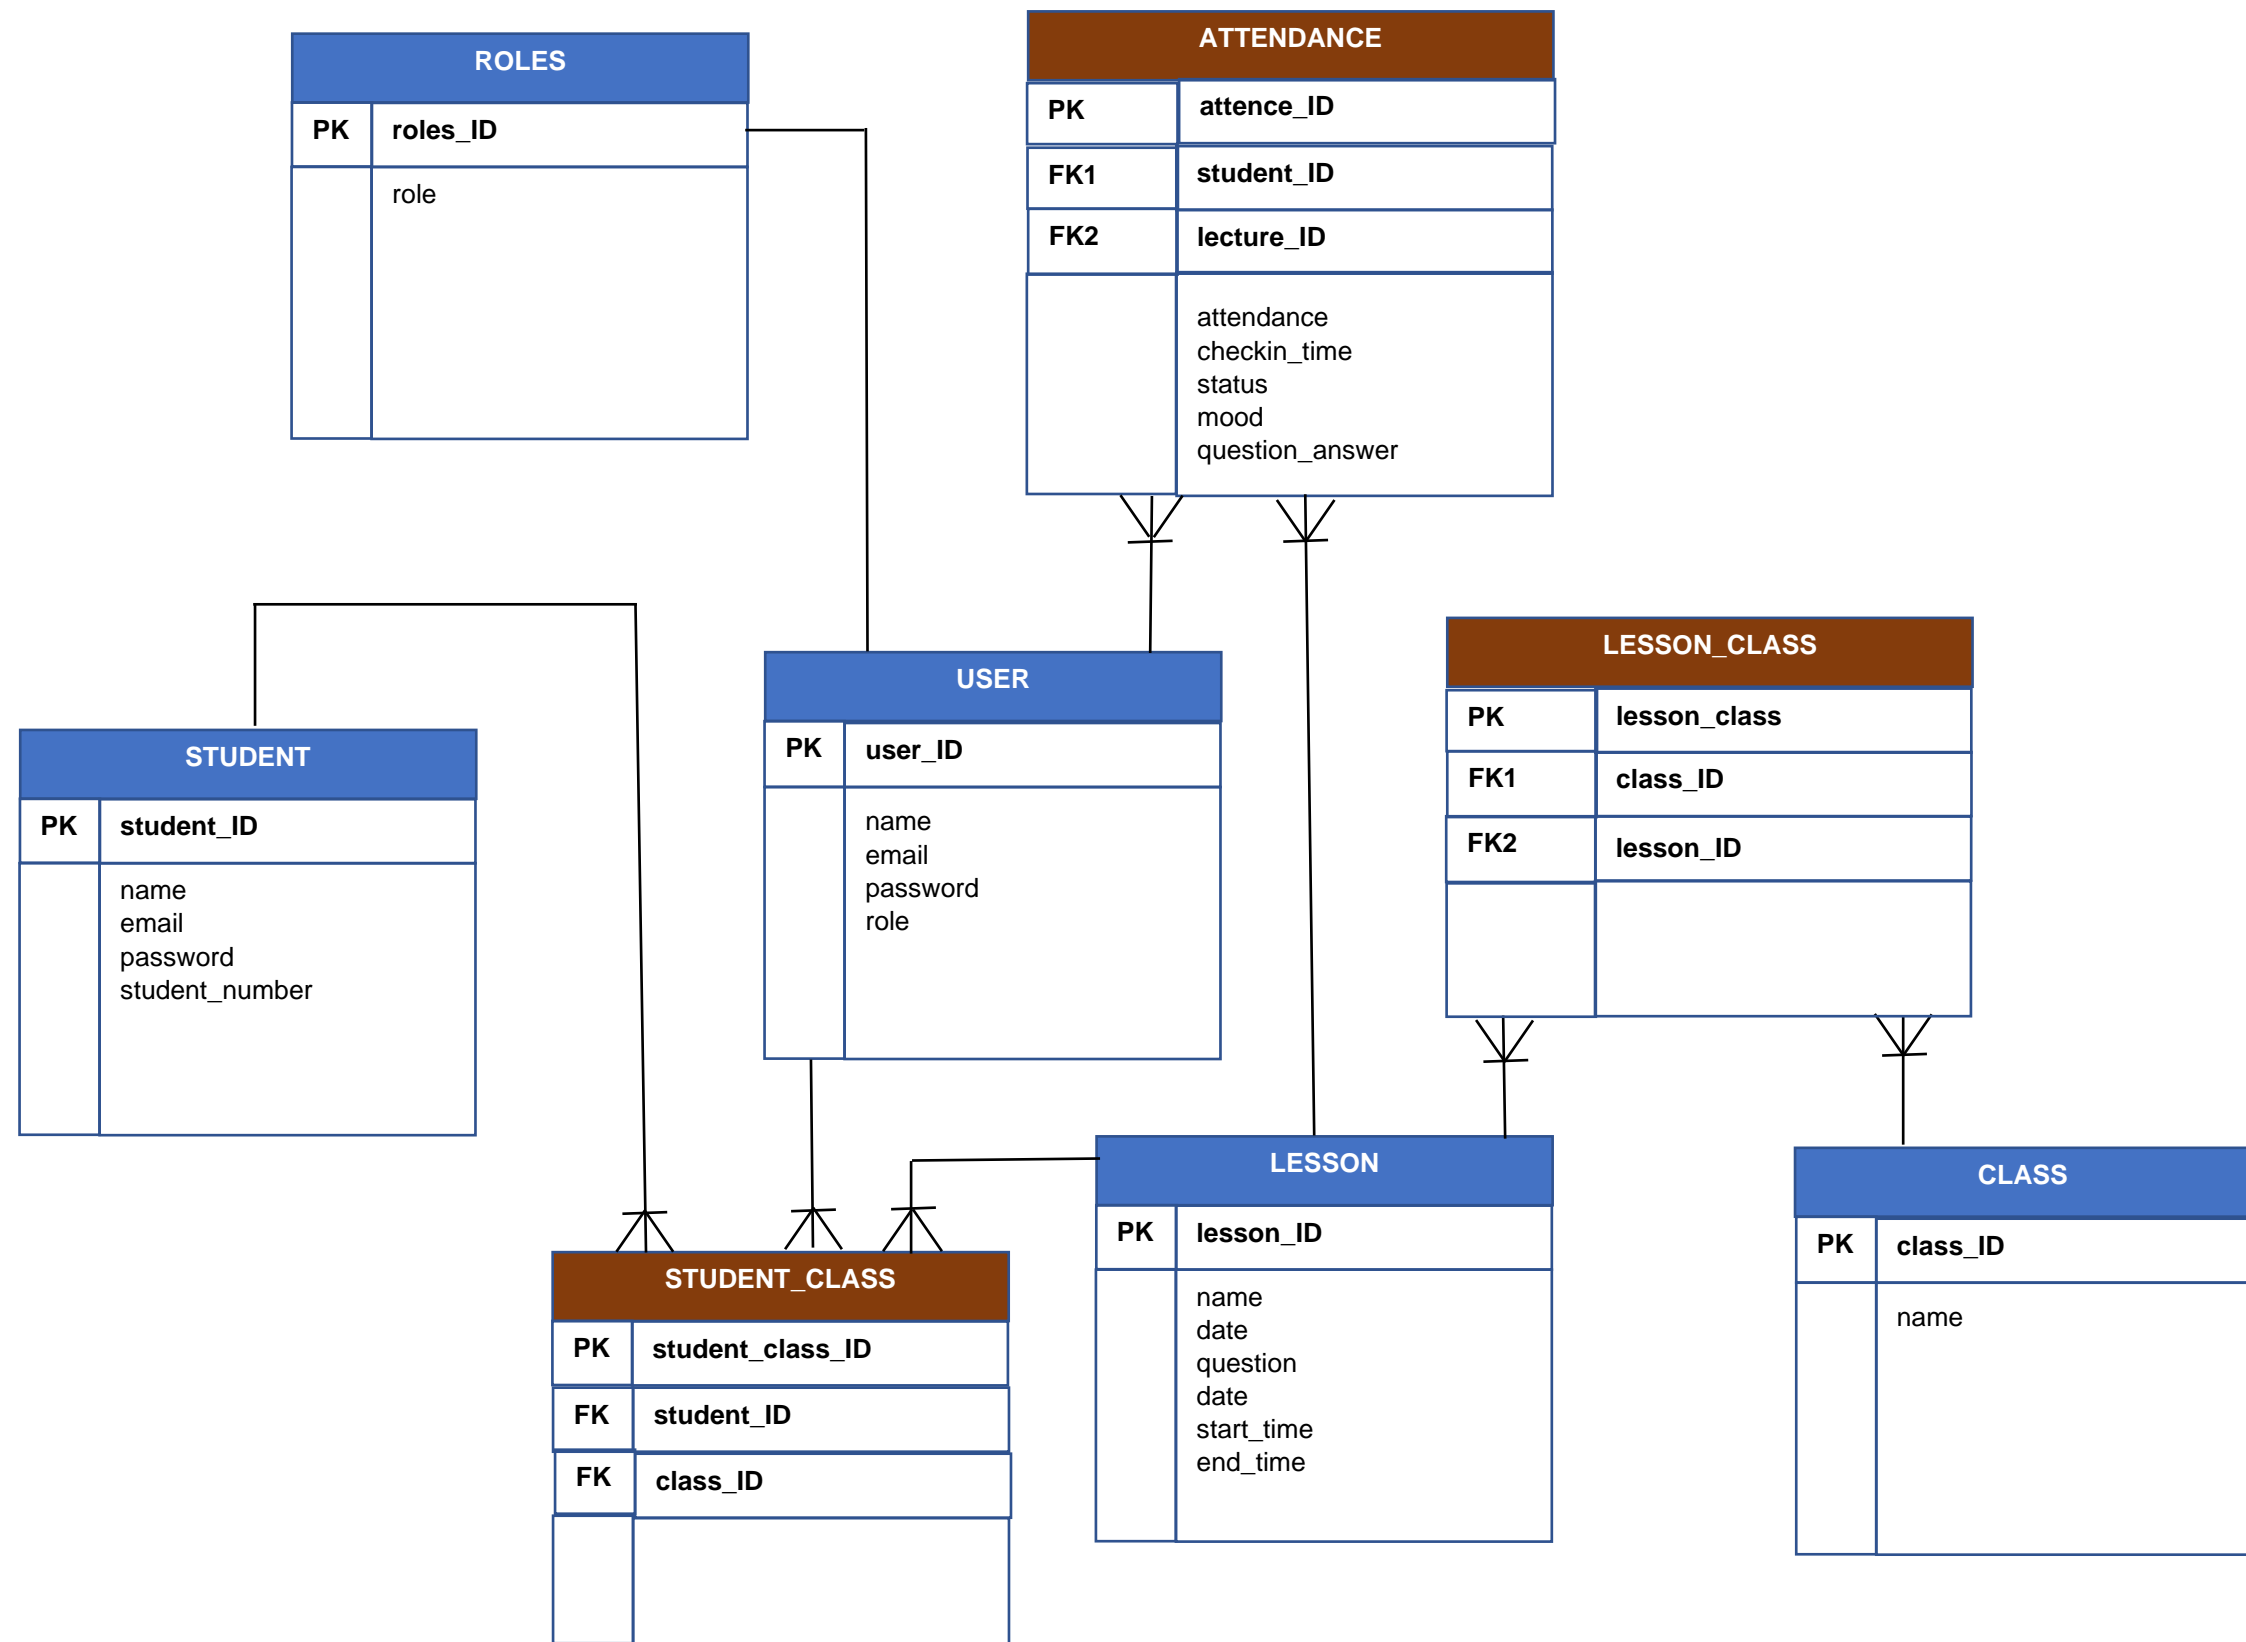 ROLES
PK roles_ID
role
ATTENDANCE
PK attence_ID
FK1 student_ID
FK2 lecture_ID
attendance
checkin_time
status
mood
question_answer
STUDENT
PK student_ID
name
email
password
student_number
USER
PK user_ID
name
email
password
role
LESSON_CLASS
PK lesson_class
FK1 class_ID
FK2 lesson_ID
STUDENT_CLASS
PK student_class_ID
FK student_ID
FK class_ID
LESSON
PK lesson_ID
name
date
question
date
start_time
end_time
CLASS
PK class_ID
name